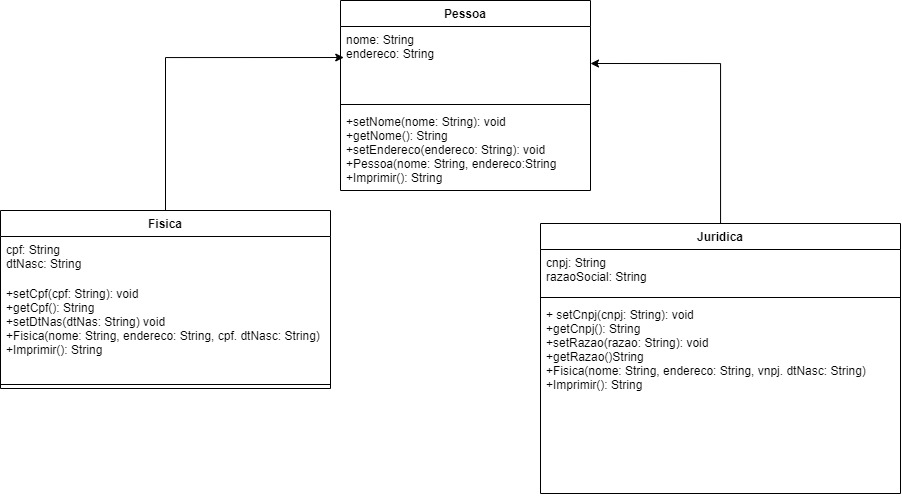 Pessoa
nome: String
endereco: String
+setNome(nome: String): void
+getNome(): String
+setEndereco(endereco: String): void
+Pessoa(nome: String, endereco:String
+Imprimir(): String
Fisica
cpf: String
dtNasc: String
+setCpf(cpf: String): void
+getCpf(): String
+setDtNas(dtNas: String) void
+Fisica(nome: String, endereco: String, cpf. dtNasc: String)
+Imprimir(): String
Juridica
cnpj: String
razaoSocial: String
+ setCnpj(cnpj: String): void
+getCnpj(): String
+setRazao(razao: String): void
+getRazao()String
+Fisica(nome: String, endereco: String, vnpj. dtNasc: String)
+Imprimir(): String